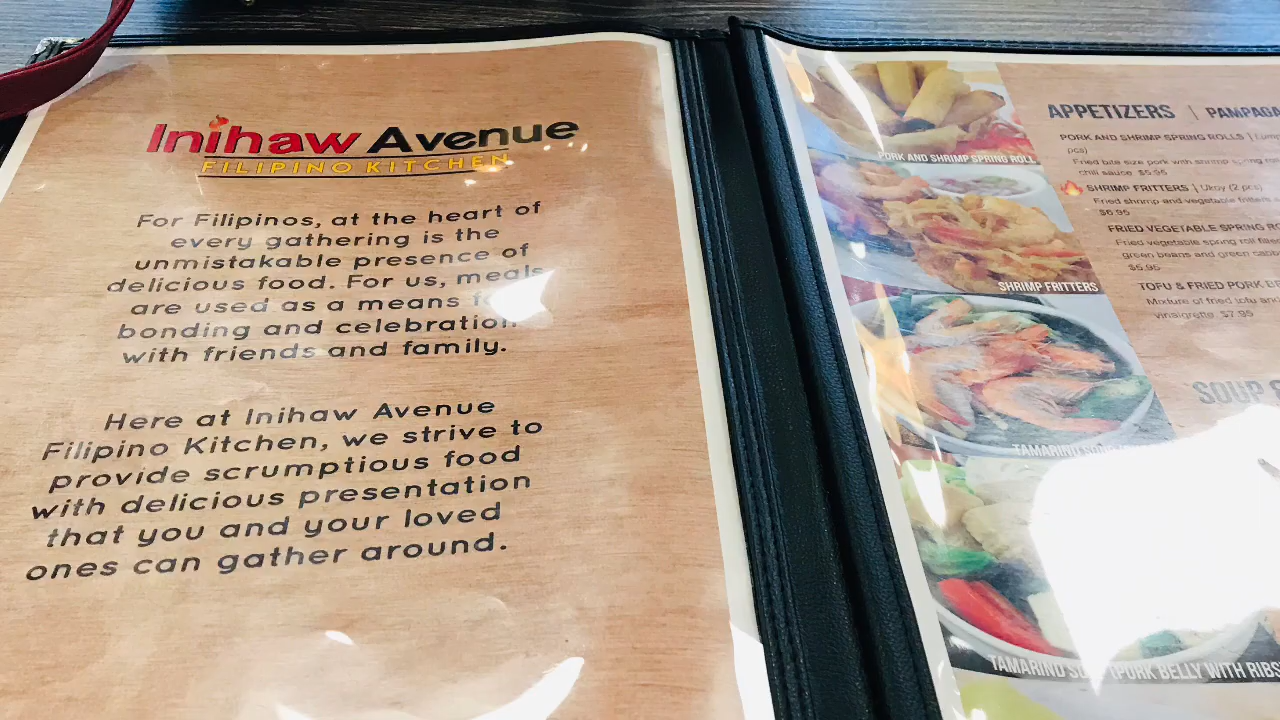 Inihaw Avenue
FILIPINO KITCHEN
For Filipinos, at the heart of
every gathering is the
unmistakable presence of
delicious food. For us, meals
are used as a means
bonding and celebration
with friends and family.
Here at Inihaw Avenue
Filipino Kitchen, we strive to
provide scrumptious food
with delicious presentation
that you and your loved
ones can gather around.
PORK AND SHRIMP SPRING ROLL
SHRIMP FRITTERS
TAMARIND
TAMARIND PORK BELLY WITH RIBS
APPETIZERS | PAMPAGA
PORK AND SHRIMP SPRING ROLLS |
pcs)
Fried bite size pork with shrimp spring
chili sauce $5.95
SHRIMP FRITTERS | Ukoy (2 pcs)
Fried shrimp and vegetable fritters
$6.95
FRIED VEGETABLE SPRING
Fried vegetable spring roll
green beans and green
$5.95
TOFU & FRIED PORK
Mixture of fried tofu and
vinaigrette $7.95
SOUP